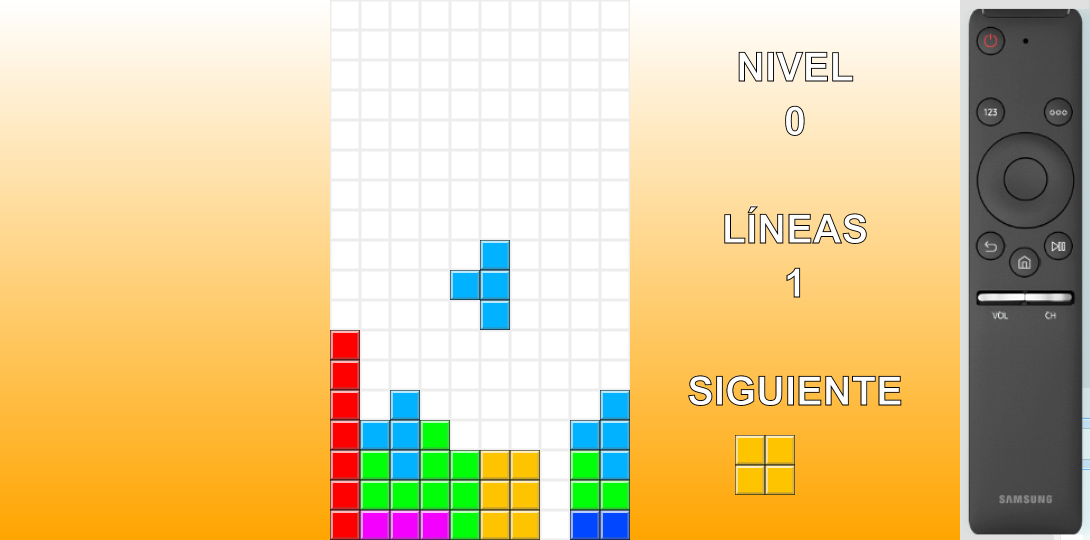 NIVEL
0
LÍNEAS
1
SIGUIENTE
123
VOL
CH
SAMSUNG